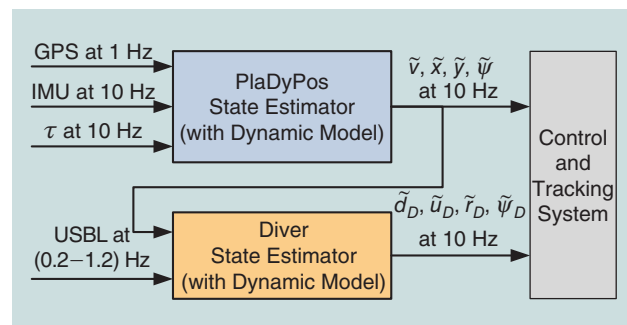 GPS at 1 Hz
IMU at 10 Hz
τ at 10 Hz
PlaDyPos
State Estimator
(with Dynamic Model)
ṽ, x̃, ỹ, ψ̃
at 10 Hz
USBL at
(0.2–1.2) Hz
Diver
State Estimator
(with Dynamic Model)
d̃_D, ũ_D, r̃_D, ψ̃_D
at 10 Hz
Control
and
Tracking
System